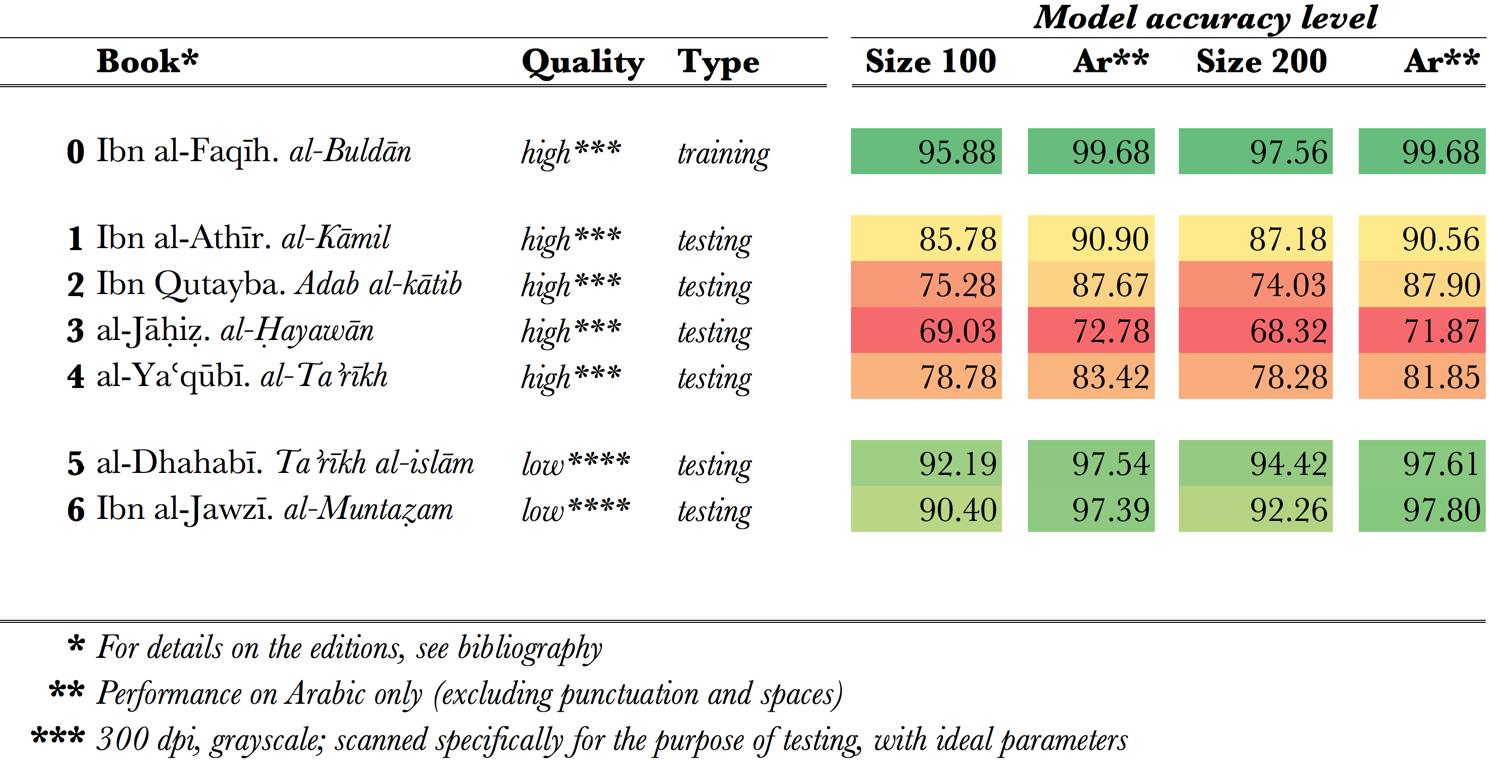 Model accuracy level
Book* Quality Type Size 100 Ar** Size 200 Ar**
0 Ibn al-Faqīh. al-Buldān high*** training 95.88 99.68 97.56 99.68
1 Ibn al-Athīr. al-Kāmil high*** testing 85.78 90.90 87.18 90.56
2 Ibn Qutayba. Adab al-kātib high*** testing 75.28 87.67 74.03 87.90
3 al-Jāḥiẓ. al-Ḥayawān high*** testing 69.03 72.78 68.32 71.87
4 al-Yaʿqūbī. al-Taʾrīkh high*** testing 78.78 83.42 78.28 81.85
5 al-Dhahabī. Taʾrīkh al-islām low**** testing 92.19 97.54 94.42 97.61
6 Ibn al-Jawzī. al-Muntaẓam low**** testing 90.40 97.39 92.26 97.80
* For details on the editions, see bibliography
** Performance on Arabic only (excluding punctuation and spaces)
*** 300 dpi, grayscale; scanned specifically for the purpose of testing, with ideal parameters